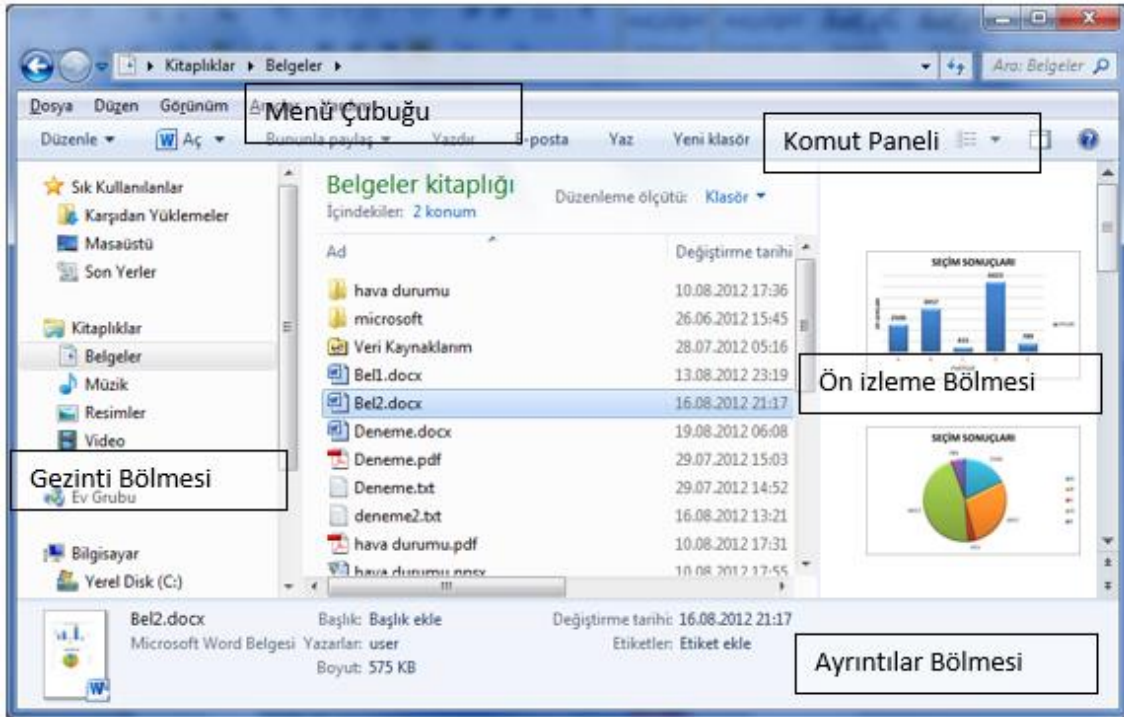 Kitaplıklar Belgeler
Ara: Belgeler
Dosya Düzen Görünüm
Menü Çubuğu
Düzenle Aç Bununla paylaş Yazdır E-posta Yaz Yeni klasör
Komut Paneli
Sık Kullanılanlar
Karşıdan Yüklemeler
Masaüstü
Son Yerler
Kitaplıklar
Belgeler
Müzik
Resimler
Video
Gezinti Bölmesi
Ev Grubu
Bilgisayar
Yerel Disk (C:)
Belgeler kitaplığı
İçindekiler: 2 konum
Düzenleme ölçütü: Klasör
Ad Değiştirme tarihi
hava durumu 10.08.2012 17:36
microsoft 26.06.2012 15:45
Veri Kaynaklarım 28.07.2012 05:16
Bel1.docx 13.08.2012 23:19
Bel2.docx 16.08.2012 21:17
Deneme.docx 19.08.2012 06:08
Deneme.pdf 29.07.2012 15:03
Deneme.txt 29.07.2012 14:52
deneme2.txt 16.08.2012 13:21
hava durumu.pdf 10.08.2012 17:31
hava durumu.ppsx 10.08.2012 17:55
SEÇİM SONUÇLARI
Ön izleme Bölmesi
SEÇİM SONUÇLARI
Bel2.docx Başlık: Başlık ekle Değiştirme tarihi: 16.08.2012 21:17
Microsoft Word Belgesi Yazarlar: user Etiketler: Etiket ekle
Boyut: 575 KB
Ayrıntılar Bölmesi